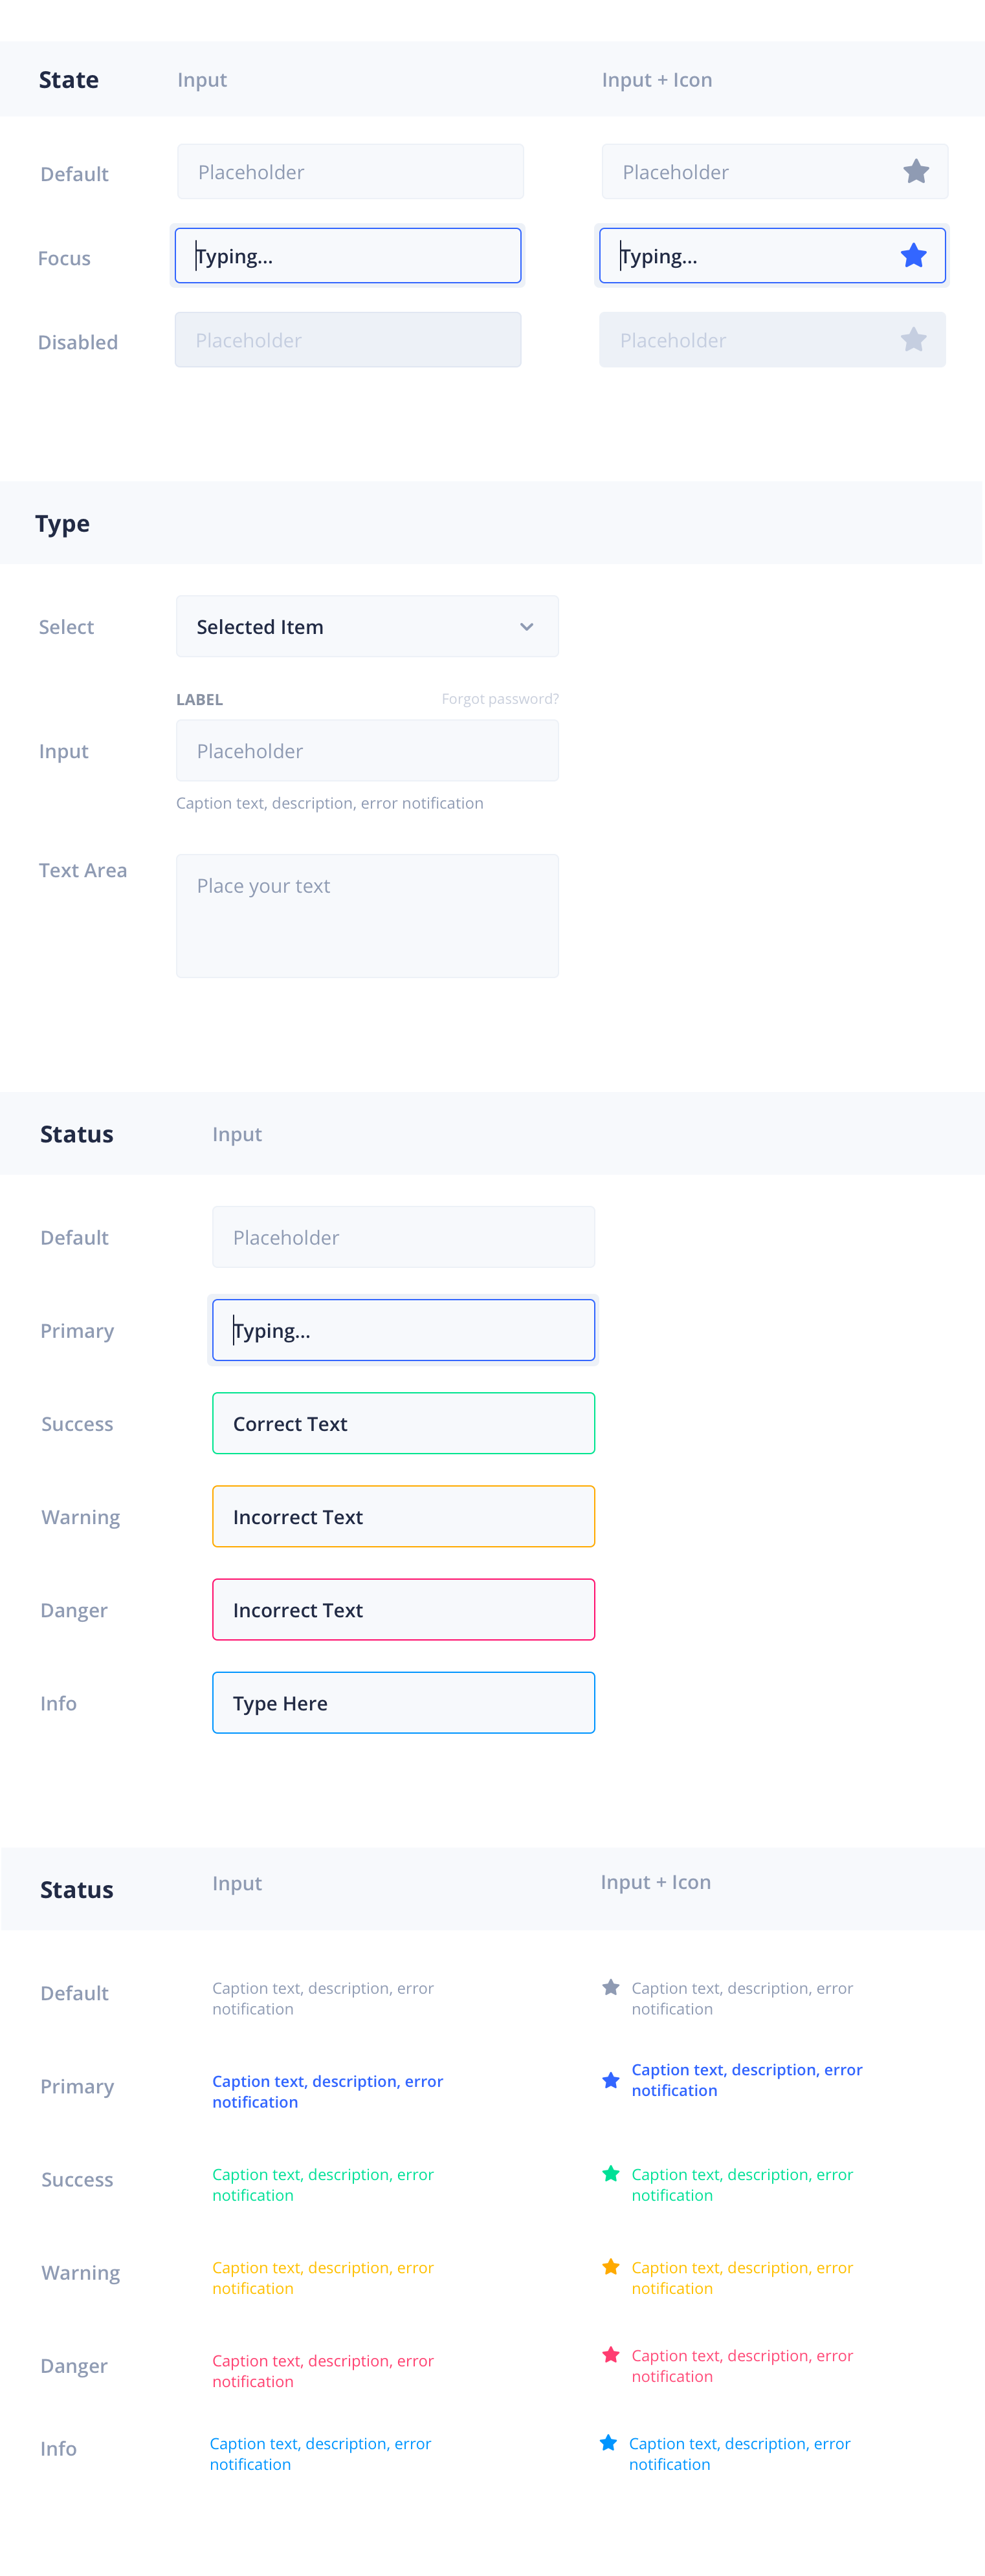 State Input Input + Icon
Default Placeholder Placeholder
Focus Typing... Typing...
Disabled Placeholder Placeholder
Type
Select Selected Item
LABEL Forgot password?
Input Placeholder
Caption text, description, error notification
Text Area
Place your text
Status Input
Default Placeholder
Primary Typing...
Success Correct Text
Warning Incorrect Text
Danger Incorrect Text
Info Type Here
Status Input Input + Icon
Default
Caption text, description, error
notification
Caption text, description, error
notification
Primary
Caption text, description, error
notification
Caption text, description, error
notification
Success
Caption text, description, error
notification
Caption text, description, error
notification
Warning
Caption text, description, error
notification
Caption text, description, error
notification
Danger
Caption text, description, error
notification
Caption text, description, error
notification
Info
Caption text, description, error
notification
Caption text, description, error
notification